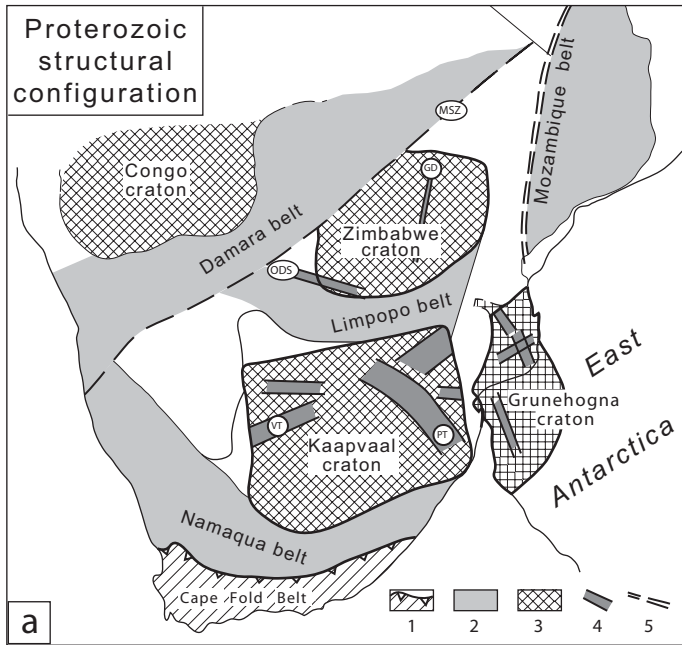 Proterozoic
structural
configuration
Mozambique belt
MSZ
Congo
craton
GD
Damara belt
Zimbabwe
craton
ODS
Limpopo belt
East
Antarctica
Grunehogna
craton
VT
PT
Kaapvaal
craton
Namaqua belt
Cape Fold Belt
a
1 2 3 4 5